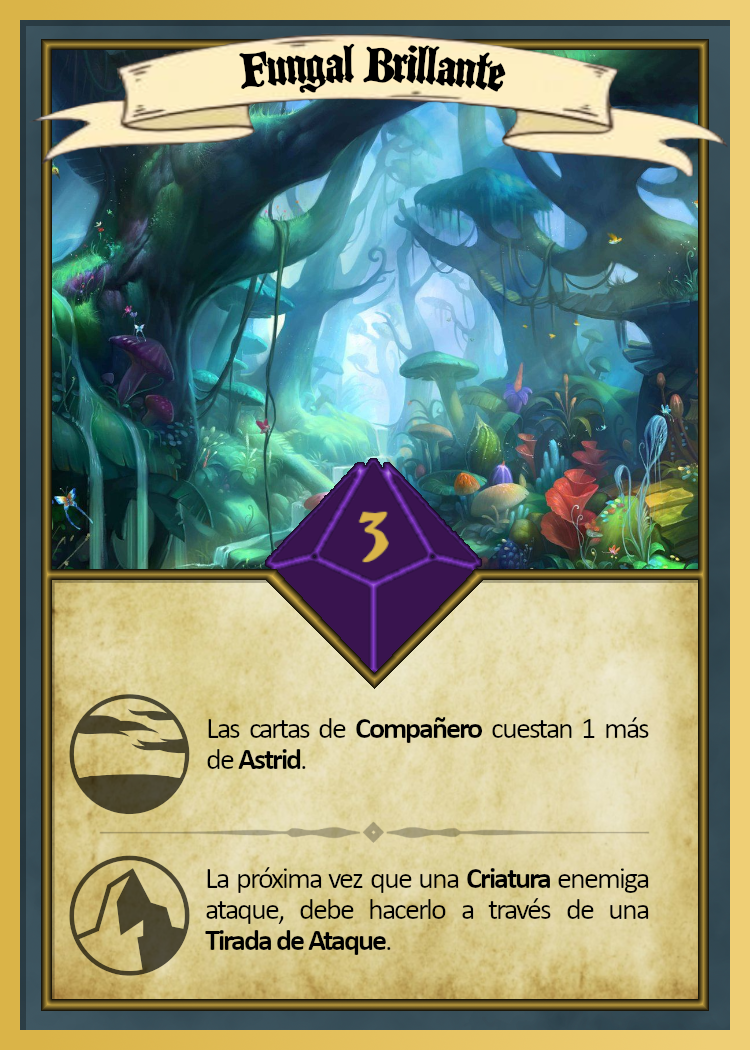 Fungal Brillante
3
Las cartas de Compañero cuestan 1 más
de Astrid.
La próxima vez que una Criatura enemiga
ataque, debe hacerlo a través de una
Tirada de Ataque.